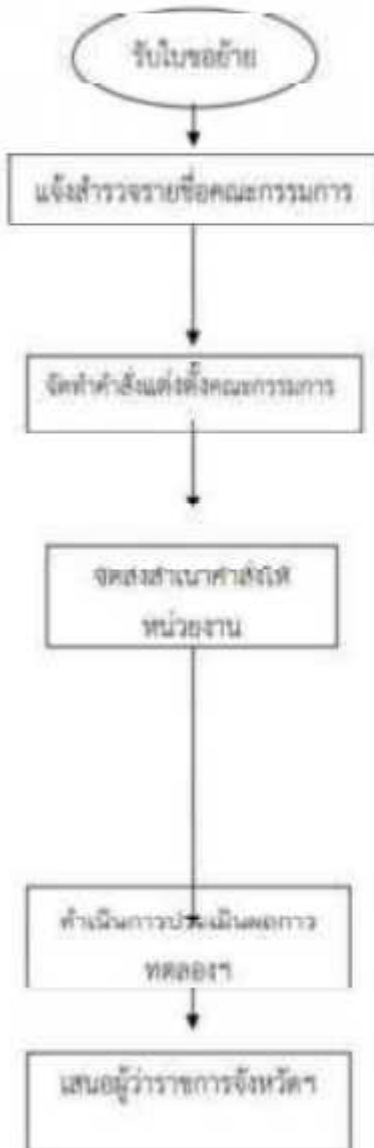 รับใบขอย้าย
แจ้งสำรวจรายชื่อคณะกรรมการ
จัดทำคำสั่งแต่งตั้งคณะกรรมการ
จัดส่งสำเนาคำสั่งให้
หน่วยงาน
ดำเนินการประเมินผลการ
ทดลองฯ
เสนอผู้ว่าราชการจังหวัดฯ